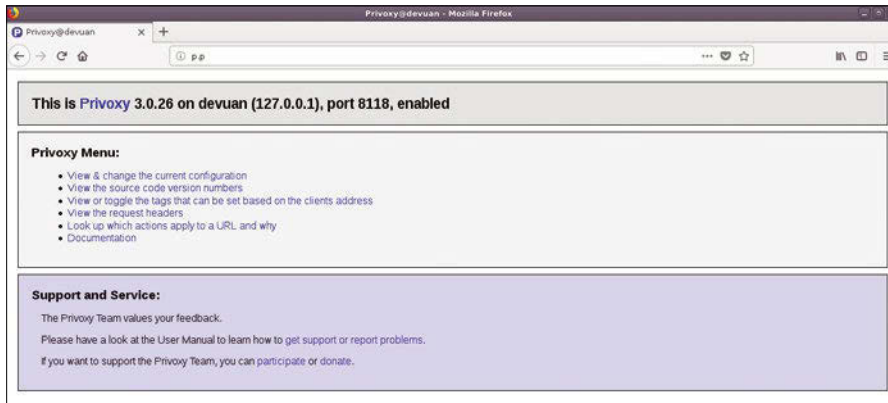 Privoxy@devuan - Mozilla Firefox
Privoxy@devuan
p.p
This is Privoxy 3.0.26 on devuan (127.0.0.1), port 8118, enabled
Privoxy Menu:
• View & change the current configuration
• View the source code version numbers
• View or toggle the tags that can be set based on the clients address
• View the request headers
• Look up which actions apply to a URL and why
• Documentation
Support and Service:
The Privoxy Team values your feedback.
Please have a look at the User Manual to learn how to get support or report problems.
If you want to support the Privoxy Team, you can participate or donate.